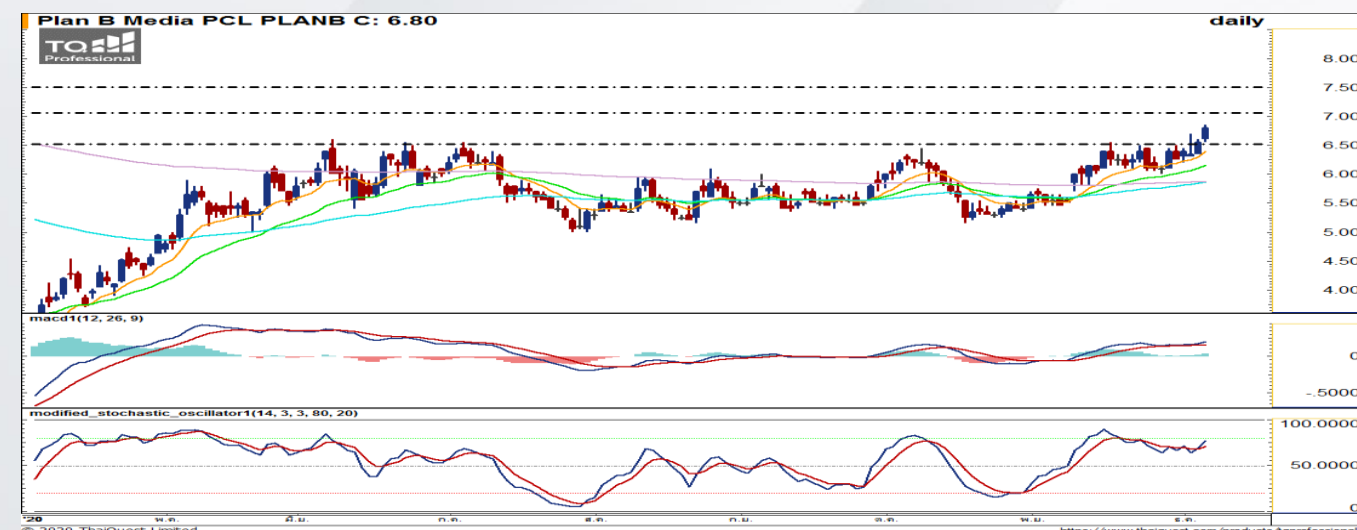 Plan B Media PCL PLANB C: 6.80
daily
TQ
Professional
8.00
7.50
7.00
6.50
6.00
5.50
5.00
4.50
4.00
macd1(12, 26, 9)
0
-.5000
modified_stochastic_oscillator1(14, 3, 3, 80, 20)
100.0000
50.0000
0
'20 พ.ค. มิ.ย. ก.ค. ส.ค. ก.ย. ต.ค. พ.ย. ธ.ค.